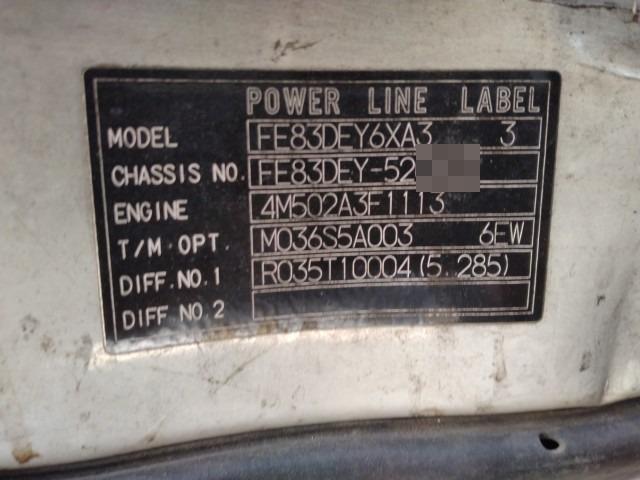 POWER LINE LABEL
MODEL FE83DEY6XA3 3
CHASSIS NO. FE83DEY-52
ENGINE 4M502A3F1113
T/M·OPT. M036S5A003 6EW
DIFF.NO.1 R035T10004(5.285)
DIFF NO.2